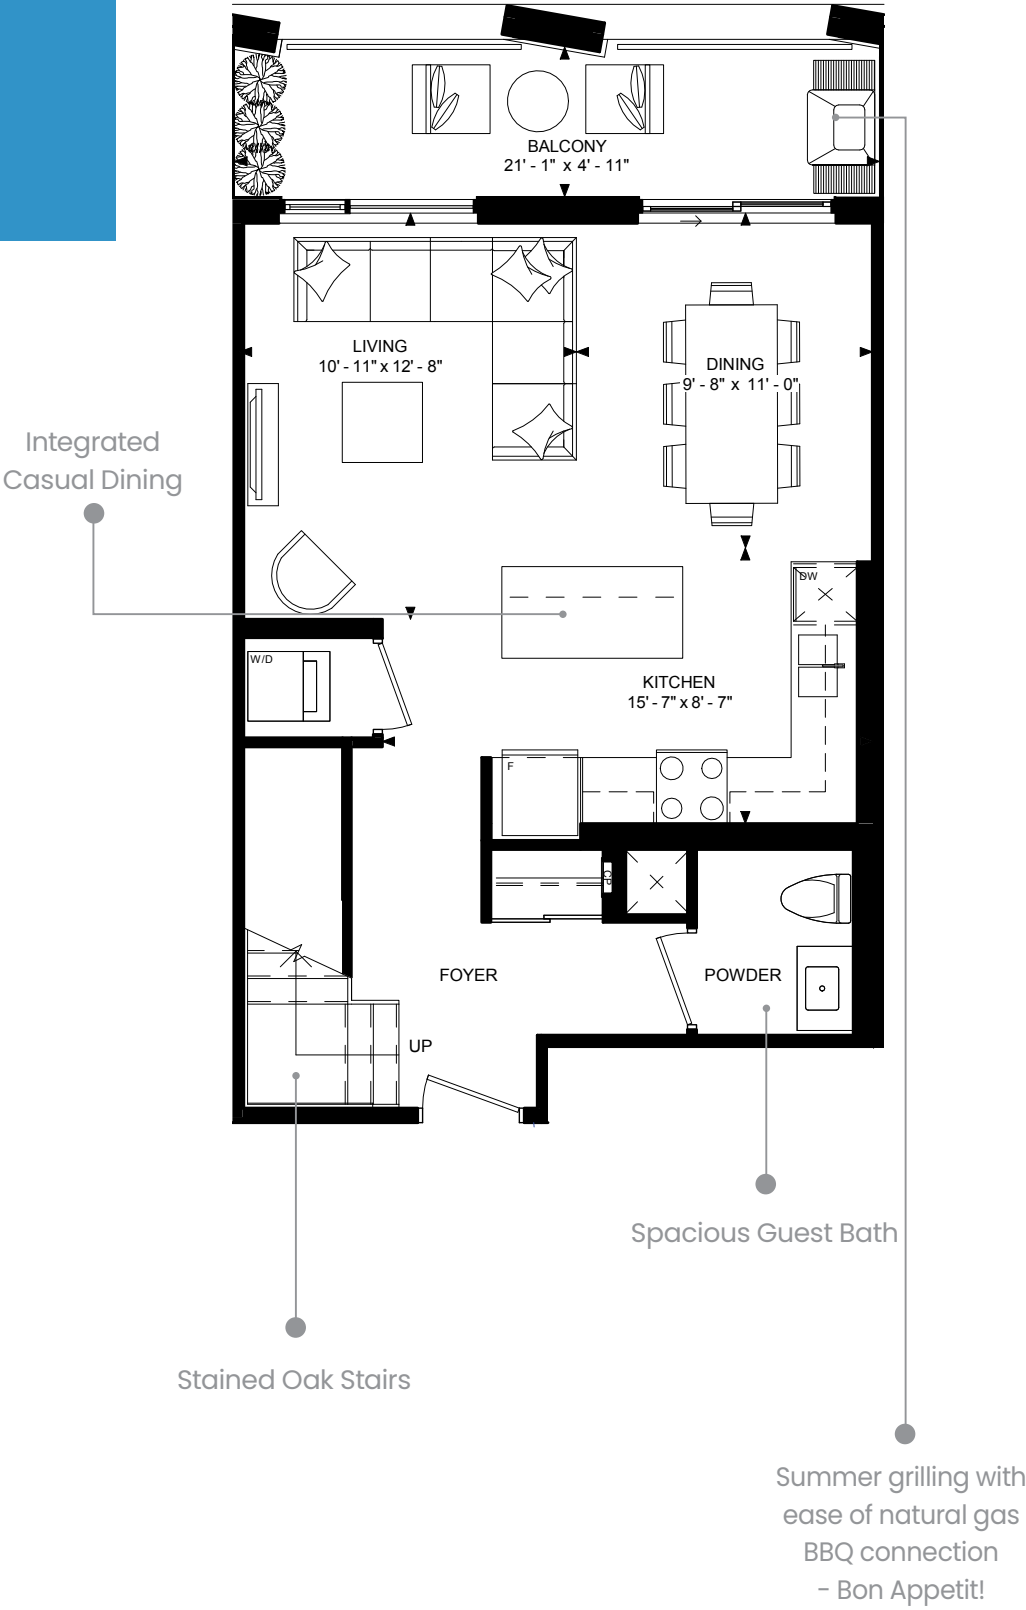 BALCONY
21' - 1" x 4' - 11"
LIVING
10' - 11" x 12' - 8"
DINING
9' - 8" x 11' - 0"
Integrated
Casual Dining
DW
W/D
KITCHEN
15' - 7" x 8' - 7"
F
CP
FOYER
POWDER
UP
Spacious Guest Bath
Stained Oak Stairs
Summer grilling with
ease of natural gas
BBQ connection
- Bon Appetit!